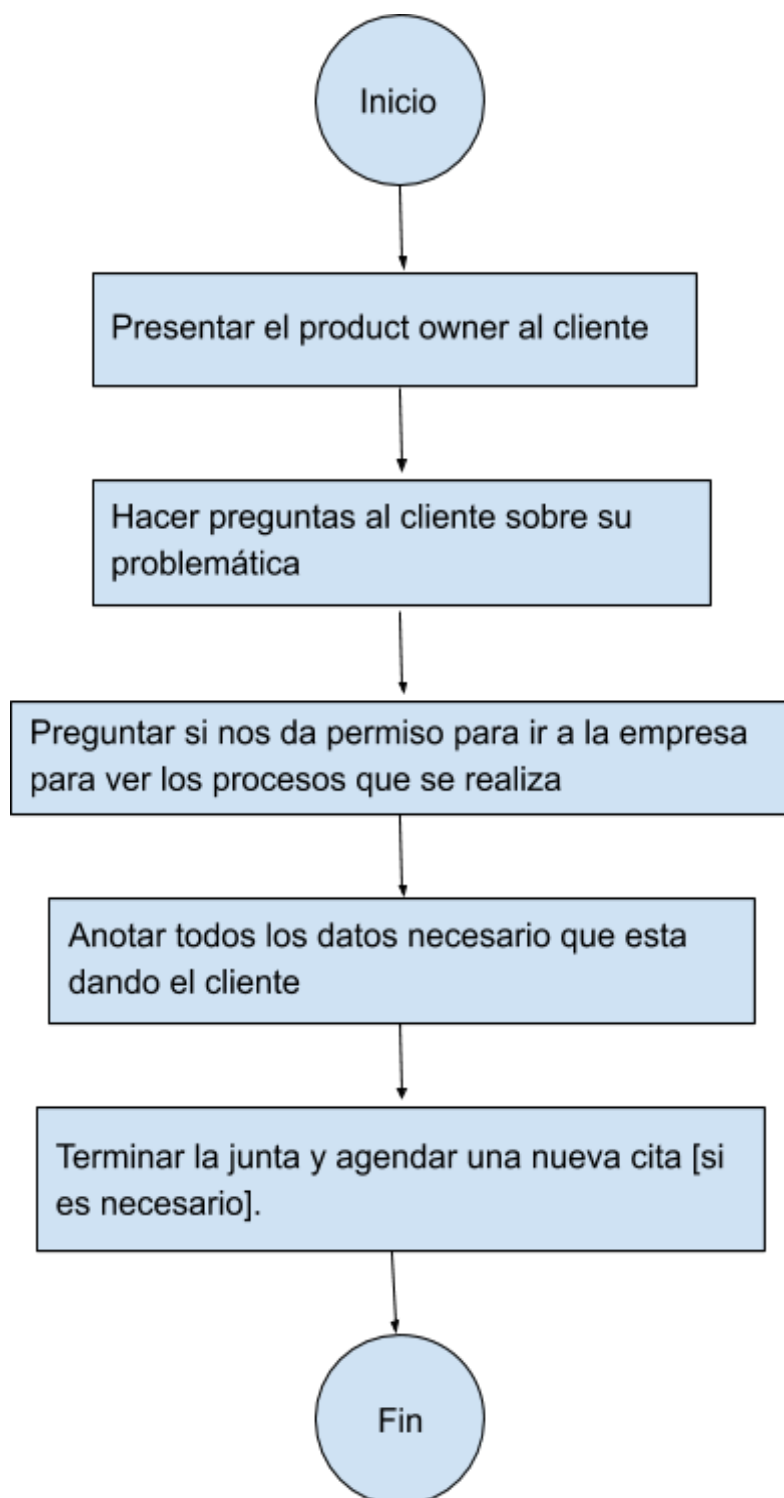 Inicio
Presentar el product owner al cliente
Hacer preguntas al cliente sobre su
problemática
Preguntar si nos da permiso para ir a la empresa
para ver los procesos que se realiza
Anotar todos los datos necesario que esta
dando el cliente
Terminar la junta y agendar una nueva cita [si
es necesario].
Fin